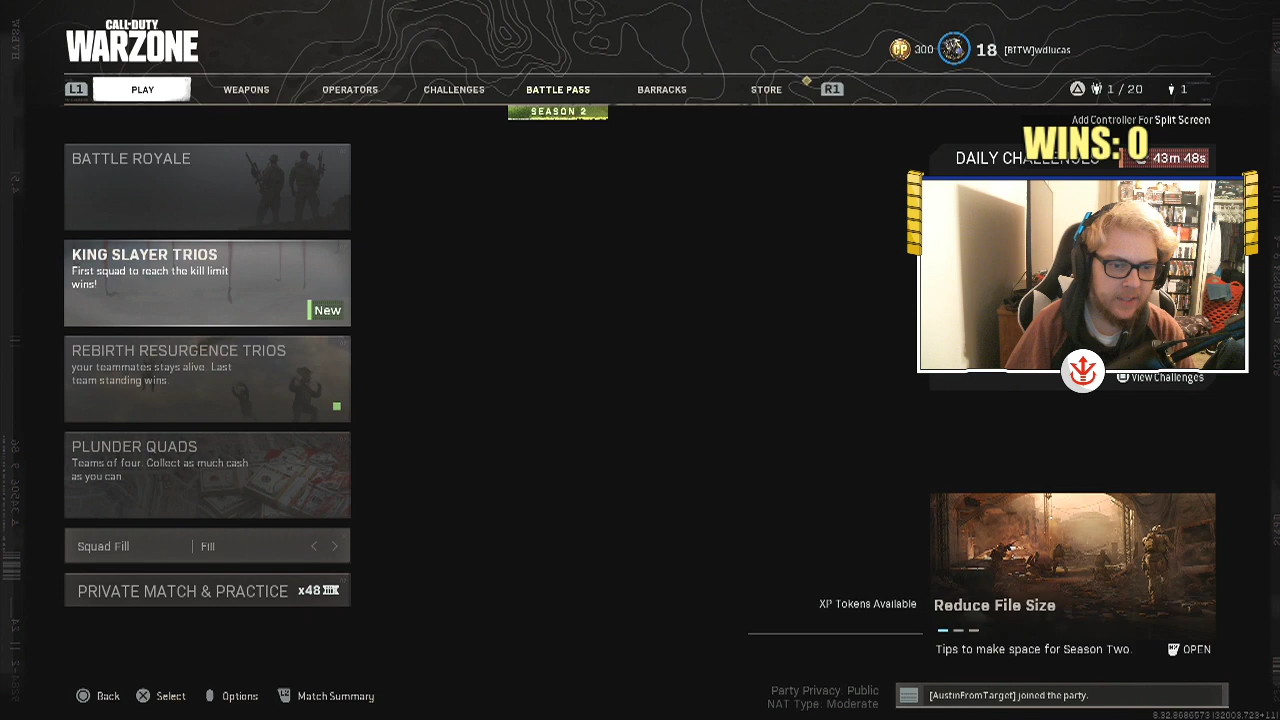 CALL·DUTY
WARZONE
CP 300 18 [BITW]wdlucas
L1 PLAY WEAPONS OPERATORS CHALLENGES BATTLE PASS BARRACKS STORE R1 1 / 20 1
SEASON 2
Add Controller For Split Screen
WINS: 0
DAILY CHALLENGES 43m 48s
BATTLE ROYALE
KING SLAYER TRIOS
First squad to reach the kill limit
wins!
New
REBIRTH RESURGENCE TRIOS
your teammates stays alive. Last
team standing wins.
View Challenges
PLUNDER QUADS
Teams of four. Collect as much cash
as you can.
Squad Fill Fill
PRIVATE MATCH & PRACTICE x48
XP Tokens Available
Reduce File Size
Tips to make space for Season Two. OPEN
Back Select Options L2 Match Summary
Party Privacy: Public
NAT Type: Moderate
[AustinFromTarget] joined the party.